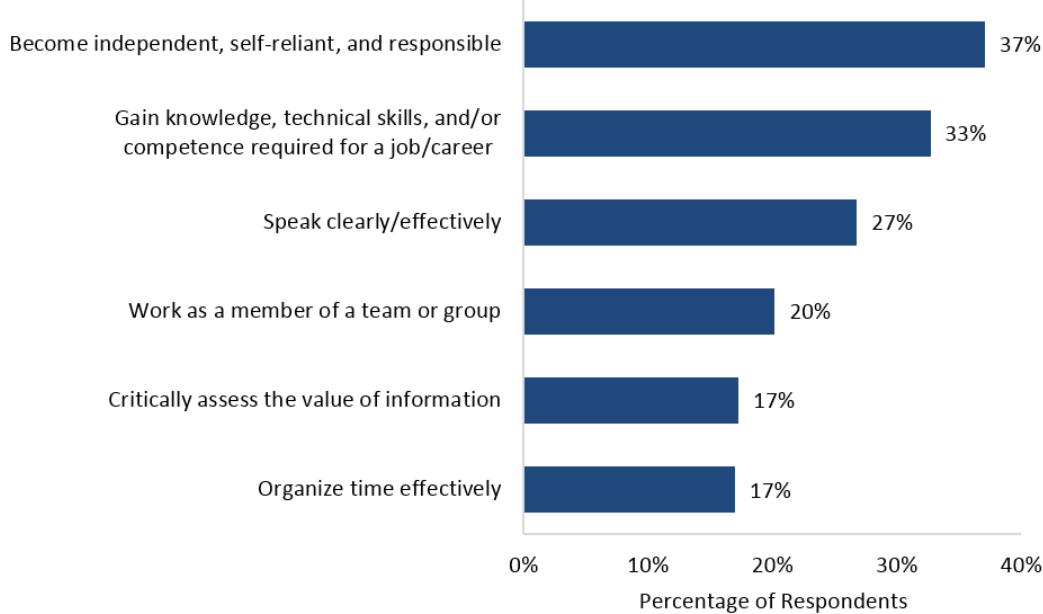 Become independent, self-reliant, and responsible
37%
Gain knowledge, technical skills, and/or
competence required for a job/career
33%
Speak clearly/effectively
27%
Work as a member of a team or group
20%
Critically assess the value of information
17%
Organize time effectively
17%
0% 10% 20% 30% 40%
Percentage of Respondents